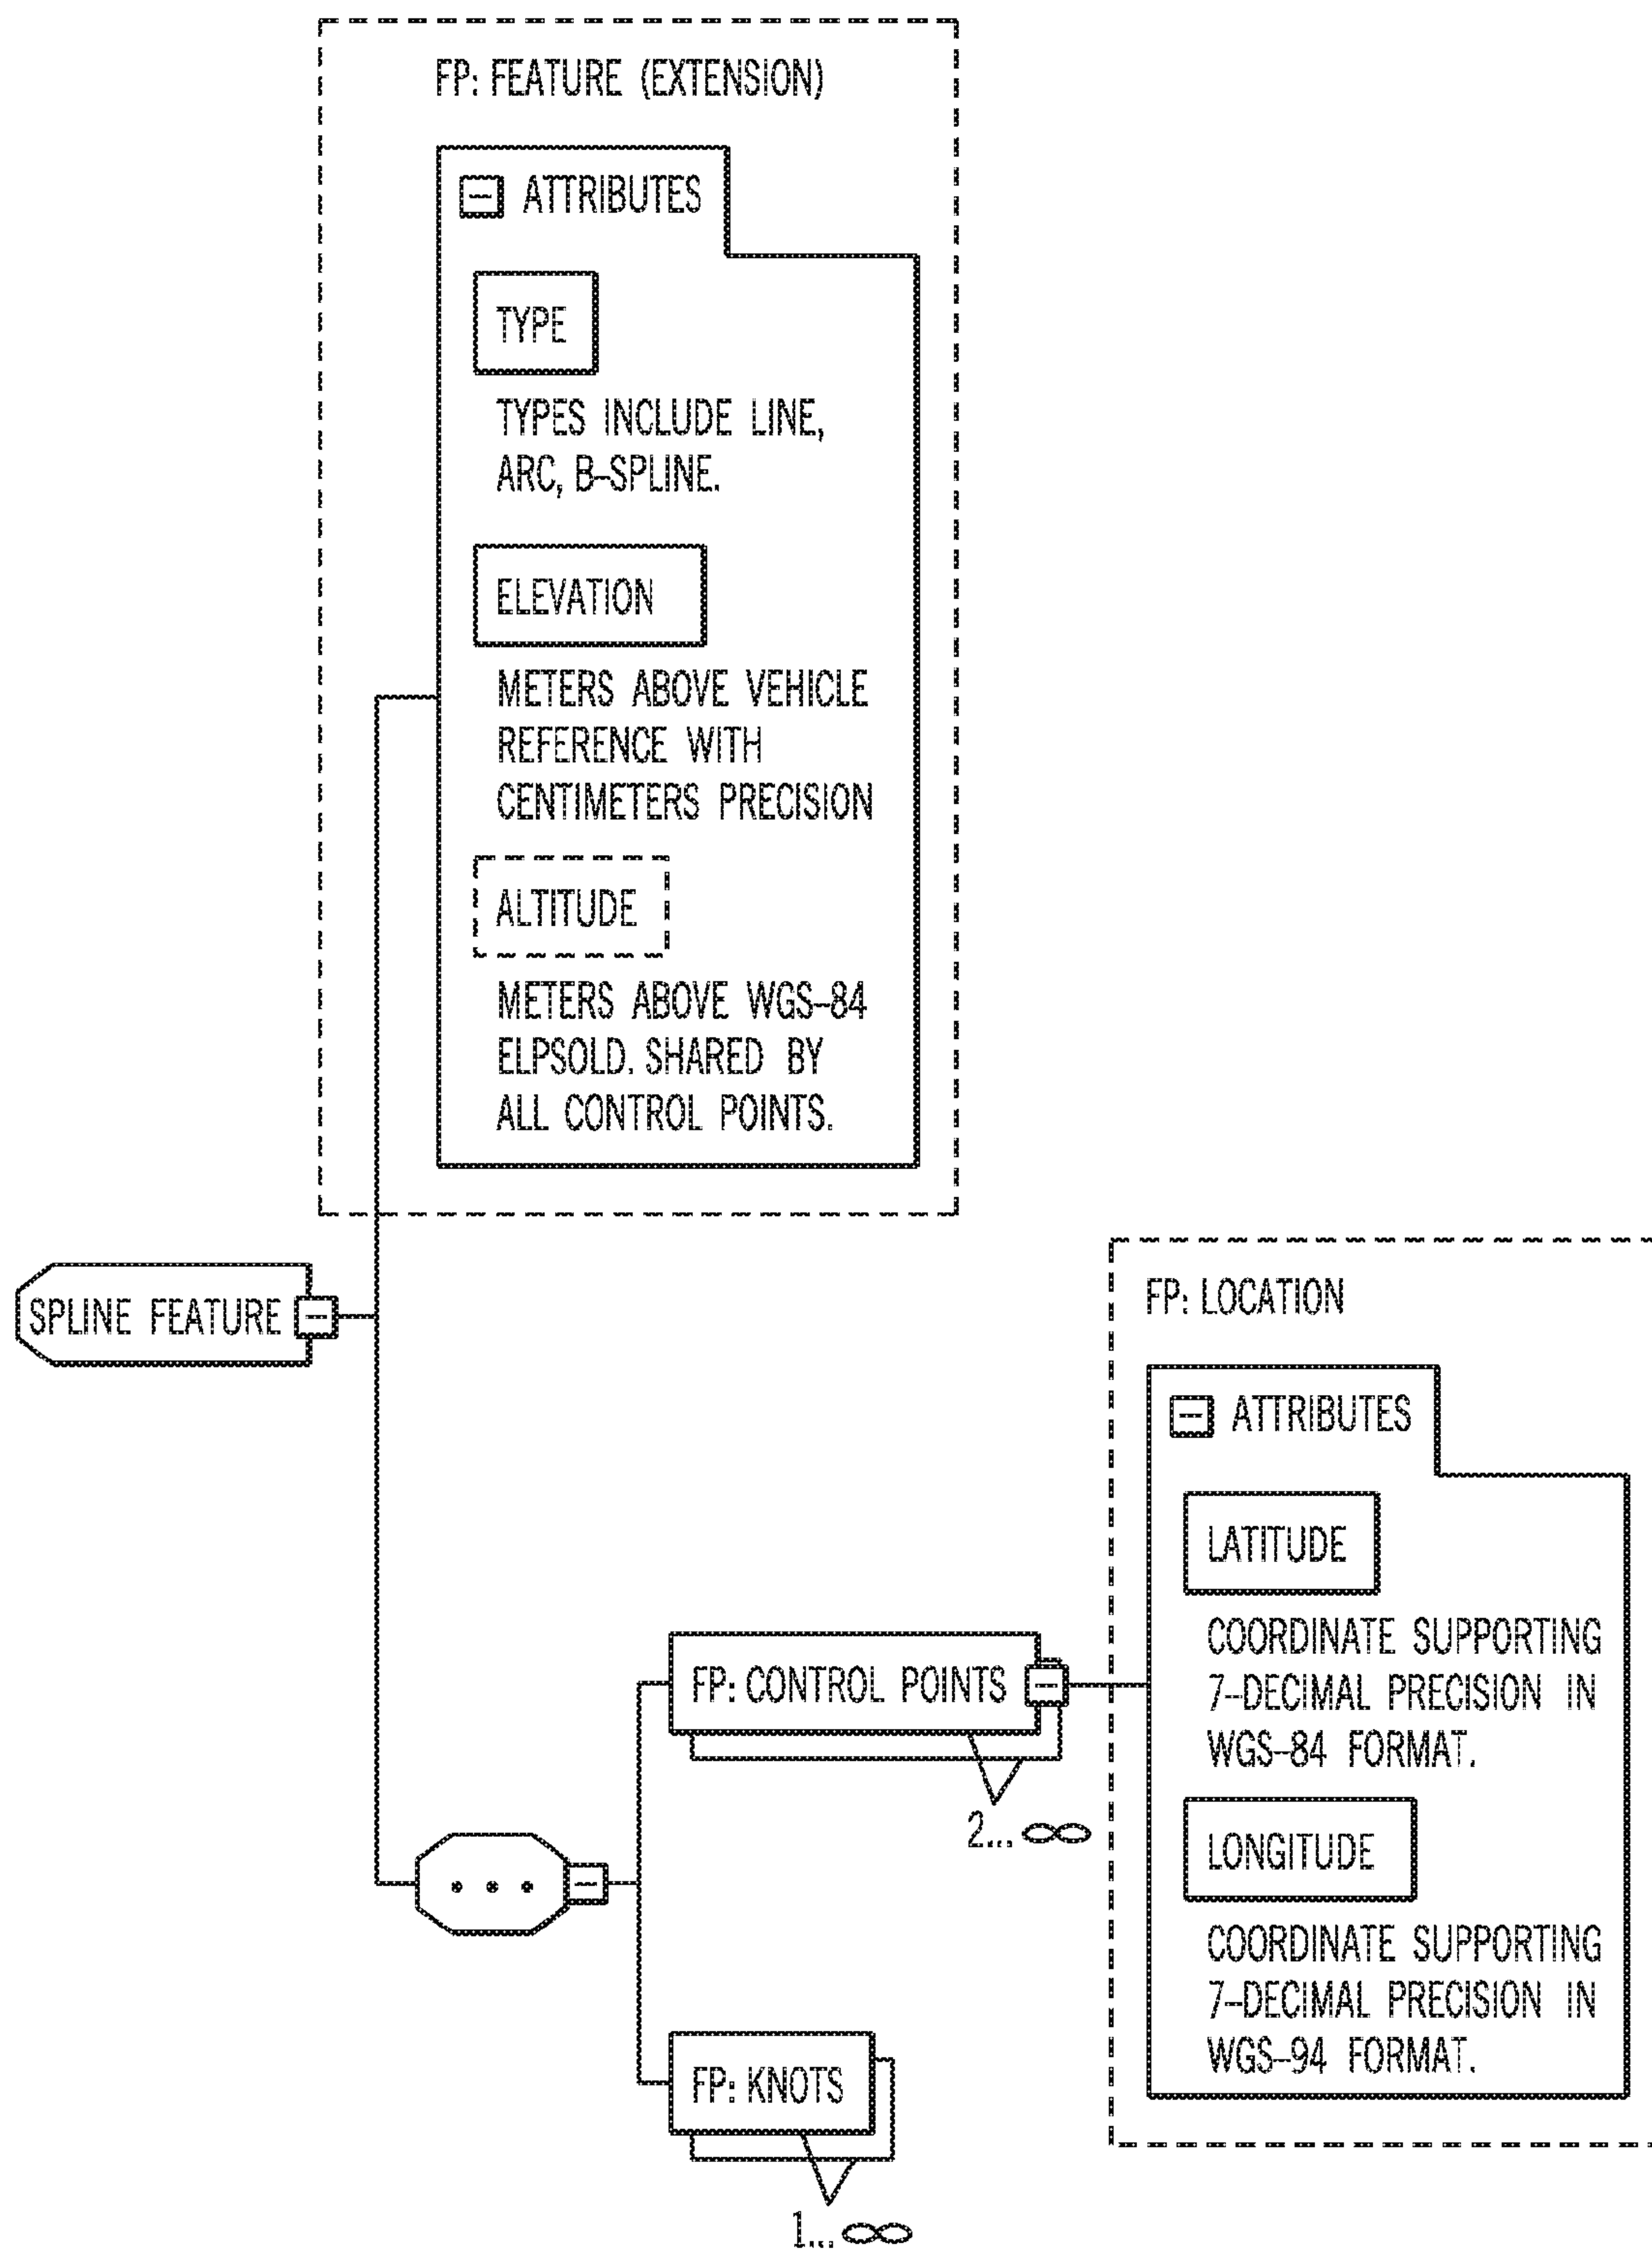 FP: FEATURE (EXTENSION)
ATTRIBUTES
TYPE
TYPES INCLUDE LINE,
ARC, B-SPLINE.
ELEVATION
METERS ABOVE VEHICLE
REFERENCE WITH
CENTIMETERS PRECISION
ALTITUDE
METERS ABOVE WGS-84
ELPSOLD. SHARED BY
ALL CONTROL POINTS.
SPLINE FEATURE
FP: LOCATION
ATTRIBUTES
LATITUDE
COORDINATE SUPPORTING
7-DECIMAL PRECISION IN
WGS-84 FORMAT.
LONGITUDE
COORDINATE SUPPORTING
7-DECIMAL PRECISION IN
WGS-94 FORMAT.
FP: CONTROL POINTS
2...∞
FP: KNOTS
1...∞